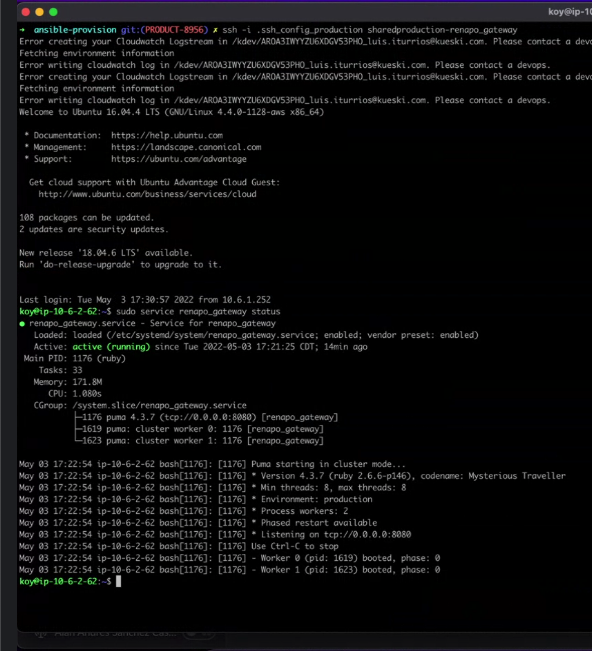 koy@ip-10
→ ansible-provision git:(PRODUCT-8956) ✗ ssh -i .ssh_config_production sharedproduction-renapo_gateway
Error creating your Cloudwatch Logstream in /kdev/AROA3IWYYZU6XDGV53PHO_luis.iturrios@kueski.com. Please contact a devo
Fetching environment information
Error writing cloudwatch log in /kdev/AROA3IWYYZU6XDGV53PHO_luis.iturrios@kueski.com. Please contact a devops.
Error creating your Cloudwatch Logstream in /kdev/AROA3IWYYZU6XDGV53PHO_luis.iturrios@kueski.com. Please contact a devo
Fetching environment information
Error writing cloudwatch log in /kdev/AROA3IWYYZU6XDGV53PHO_luis.iturrios@kueski.com. Please contact a devops.
Welcome to Ubuntu 16.04.4 LTS (GNU/Linux 4.4.0-1128-aws x86_64)
* Documentation: https://help.ubuntu.com
* Management: https://landscape.canonical.com
* Support: https://ubuntu.com/advantage
Get cloud support with Ubuntu Advantage Cloud Guest:
http://www.ubuntu.com/business/services/cloud
108 packages can be updated.
2 updates are security updates.
New release '18.04.6 LTS' available.
Run 'do-release-upgrade' to upgrade to it.
Last login: Tue May 3 17:30:57 2022 from 10.6.1.252
koy@ip-10-6-2-62:~$ sudo service renapo_gateway status
● renapo_gateway.service - Service for renapo_gateway
Loaded: loaded (/etc/systemd/system/renapo_gateway.service; enabled; vendor preset: enabled)
Active: active (running) since Tue 2022-05-03 17:21:25 CDT; 14min ago
Main PID: 1176 (ruby)
Tasks: 33
Memory: 171.8M
CPU: 1.080s
CGroup: /system.slice/renapo_gateway.service
├─1176 puma 4.3.7 (tcp://0.0.0.0:8080) [renapo_gateway]
├─1619 puma: cluster worker 0: 1176 [renapo_gateway]
└─1623 puma: cluster worker 1: 1176 [renapo_gateway]
May 03 17:22:54 ip-10-6-2-62 bash[1176]: [1176] Puma starting in cluster mode...
May 03 17:22:54 ip-10-6-2-62 bash[1176]: [1176] * Version 4.3.7 (ruby 2.6.6-p146), codename: Mysterious Traveller
May 03 17:22:54 ip-10-6-2-62 bash[1176]: [1176] * Min threads: 8, max threads: 8
May 03 17:22:54 ip-10-6-2-62 bash[1176]: [1176] * Environment: production
May 03 17:22:54 ip-10-6-2-62 bash[1176]: [1176] * Process workers: 2
May 03 17:22:54 ip-10-6-2-62 bash[1176]: [1176] * Phased restart available
May 03 17:22:54 ip-10-6-2-62 bash[1176]: [1176] * Listening on tcp://0.0.0.0:8080
May 03 17:22:54 ip-10-6-2-62 bash[1176]: [1176] Use Ctrl-C to stop
May 03 17:22:54 ip-10-6-2-62 bash[1176]: [1176] - Worker 0 (pid: 1619) booted, phase: 0
May 03 17:22:54 ip-10-6-2-62 bash[1176]: [1176] - Worker 1 (pid: 1623) booted, phase: 0
koy@ip-10-6-2-62:~$